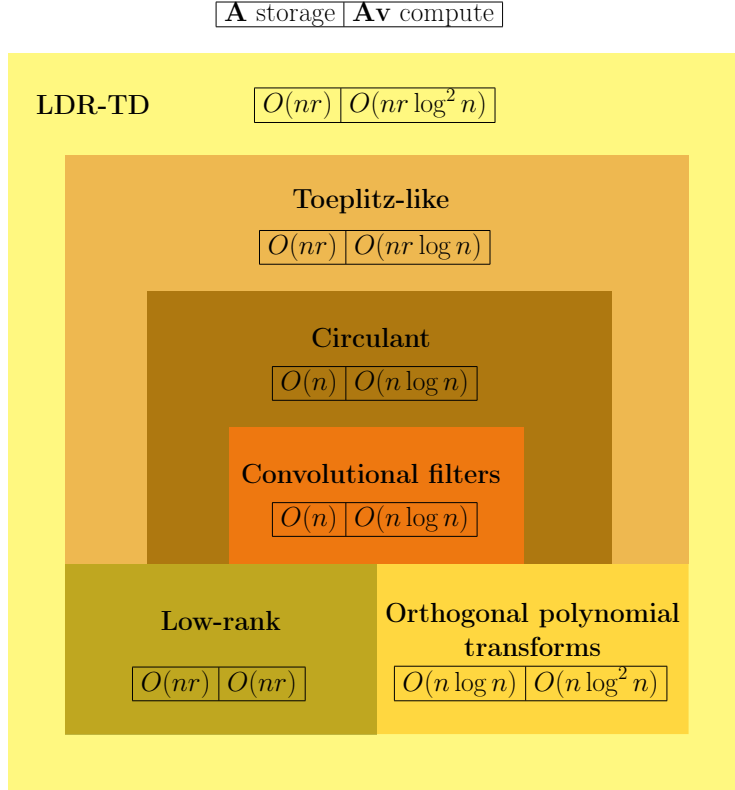 A storage | Av compute
LDR-TD O(nr) | O(nr log² n)
Toeplitz-like
O(nr) | O(nr log n)
Circulant
O(n) | O(n log n)
Convolutional filters
O(n) | O(n log n)
Low-rank
O(nr) | O(nr)
Orthogonal polynomial
transforms
O(n log n) | O(n log² n)